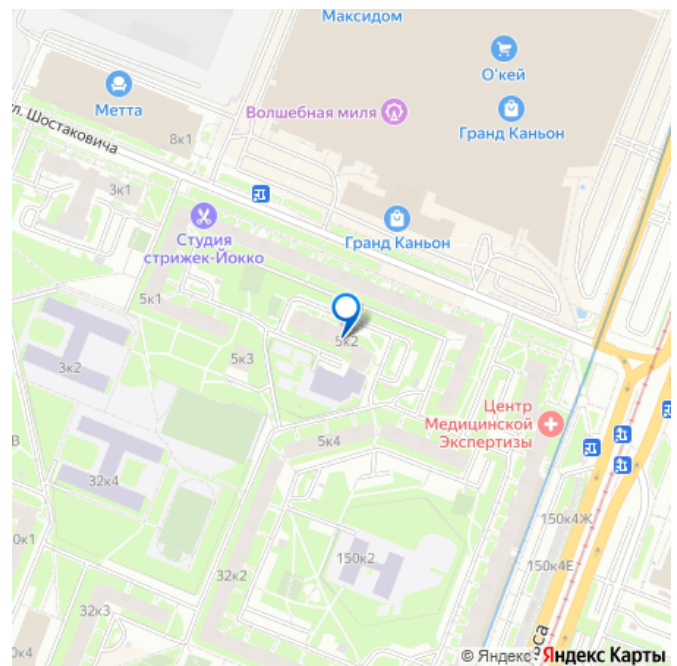 Максидом
О'кей
Метта
Волшебная миля
Гранд Каньон
ул. Шостаковича
8к1
3к1
Студия
стрижек-Йокко
Гранд Каньон
5к1
5к2
5к3
3к2
Центр
Медицинской
Экспертизы
5к4
32к4
150к4Ж
150к2
150к4Е
32к2
32к3
© Яндекс Яндекс Карты